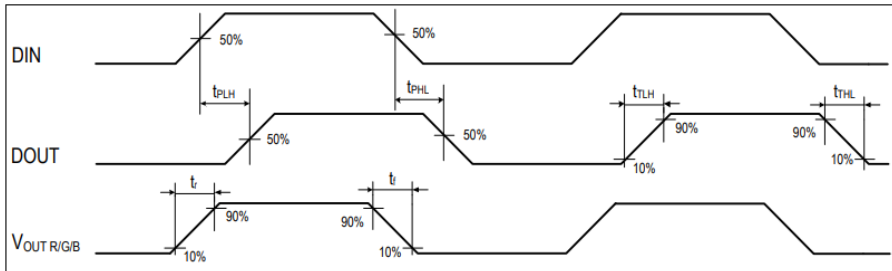 DIN
50%
50%
tPLH
tPHL
tTLH
tTHL
DOUT
50%
50%
90%
90%
10%
10%
tr
tf
VOUT R/G/B
90%
90%
10%
10%